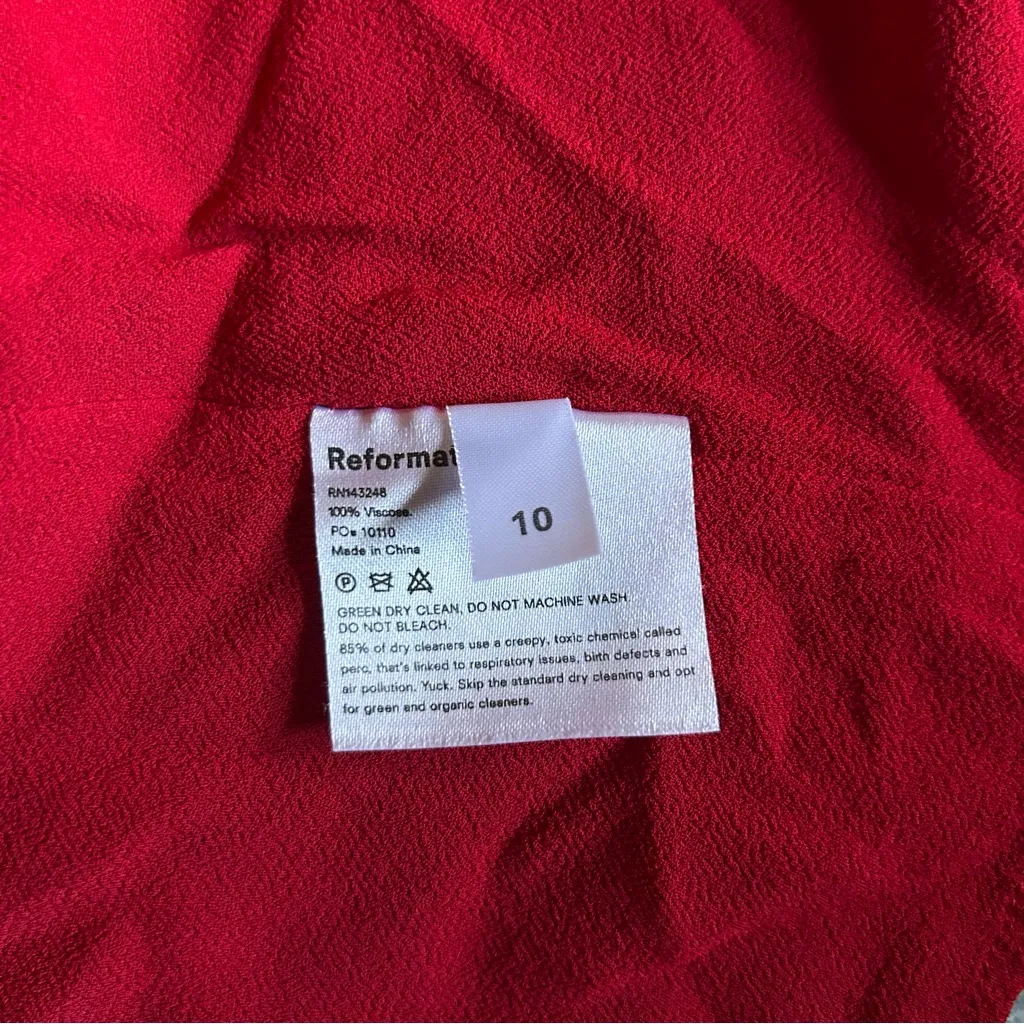 Reformat
10
RN143248
100% Viscose.
PO# 10110
Made in China
P
GREEN DRY CLEAN, DO NOT MACHINE WASH.
DO NOT BLEACH.
85% of dry cleaners use a creepy, toxic chemical called
perc, that's linked to respiratory issues, birth defects and
air pollution. Yuck. Skip the standard dry cleaning and opt
for green and organic cleaners.